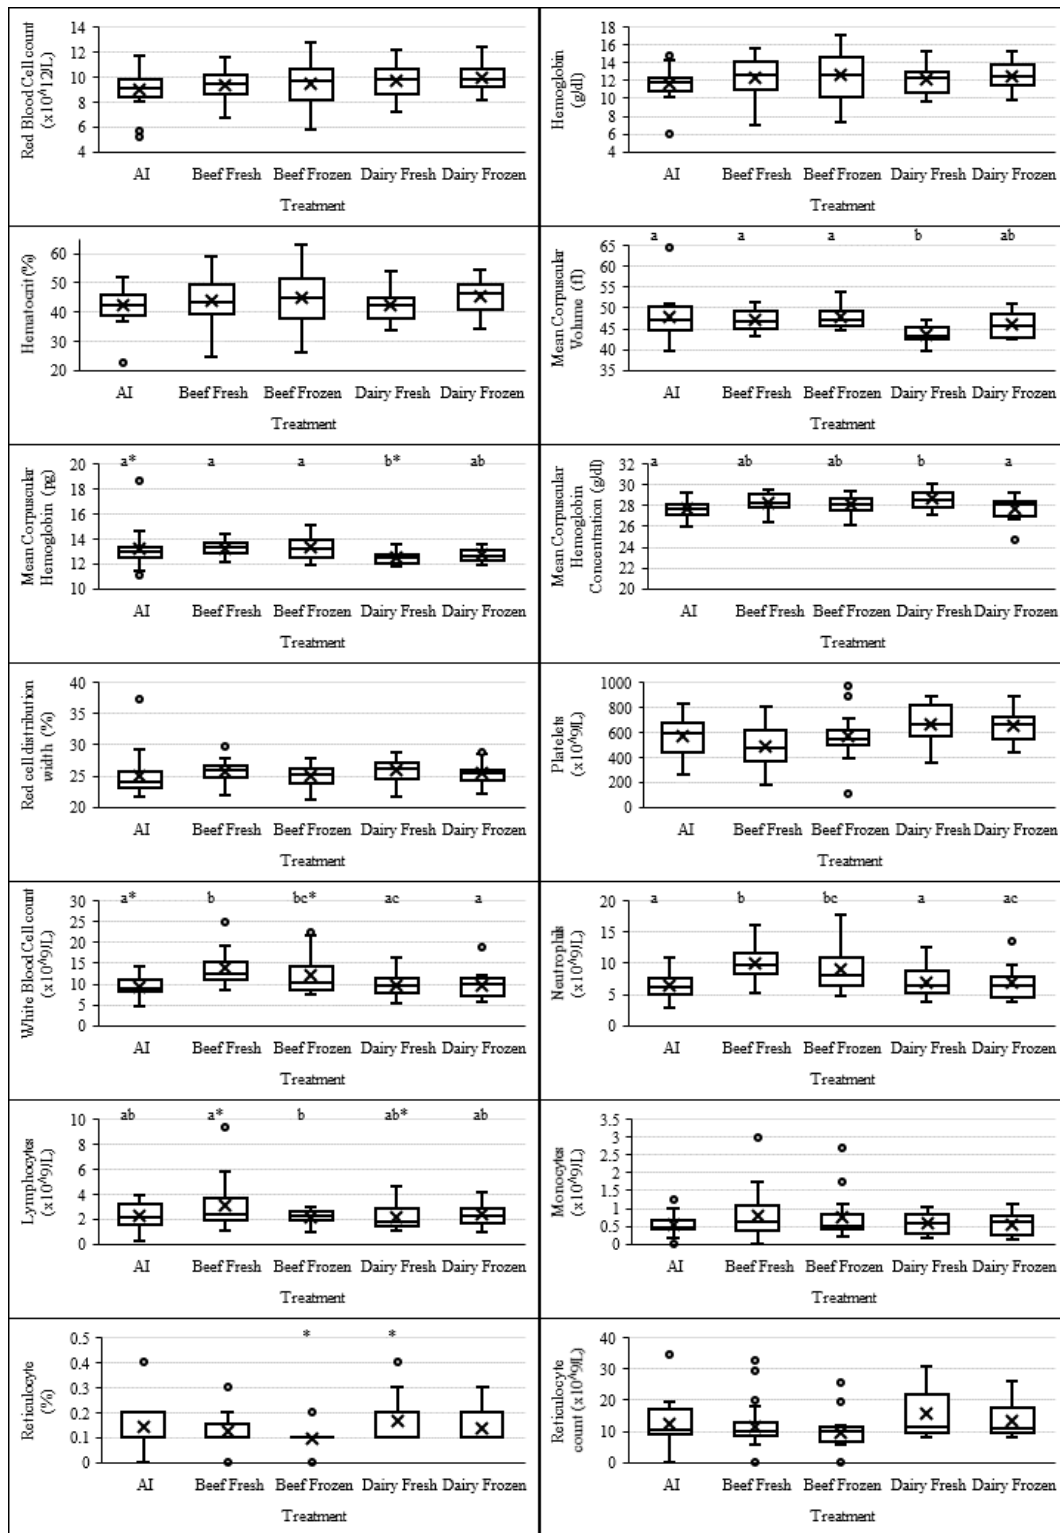 Red Blood Cell count
(x10^12/L)
14
12
10
8
6
4
AI Beef Fresh Beef Frozen Dairy Fresh Dairy Frozen
Treatment
Hemoglobin
(g/dl)
18
16
14
12
10
8
6
4
AI Beef Fresh Beef Frozen Dairy Fresh Dairy Frozen
Treatment
Hematocrit (%)
60
50
40
30
20
AI Beef Fresh Beef Frozen Dairy Fresh Dairy Frozen
Treatment
a a a b ab
Mean Corpuscular
Volume (fl)
65
60
55
50
45
40
35
AI Beef Fresh Beef Frozen Dairy Fresh Dairy Frozen
Treatment
a* a a b* ab
Mean Corpuscular
Hemoglobin (pg)
20
18
16
14
12
10
AI Beef Fresh Beef Frozen Dairy Fresh Dairy Frozen
Treatment
a ab ab b a
Mean Corpuscular
Hemoglobin
Concentration (g/dl)
32
30
28
26
24
22
20
AI Beef Fresh Beef Frozen Dairy Fresh Dairy Frozen
Treatment
Red cell distribution
width (%)
40
35
30
25
20
AI Beef Fresh Beef Frozen Dairy Fresh Dairy Frozen
Treatment
Platelets
(x10^9/L)
1000
800
600
400
200
0
AI Beef Fresh Beef Frozen Dairy Fresh Dairy Frozen
Treatment
a* b bc* ac a
White Blood Cell count
(x10^9/L)
30
25
20
15
10
5
0
AI Beef Fresh Beef Frozen Dairy Fresh Dairy Frozen
Treatment
a b bc a ac
Neutrophils
(x10^9/L)
20
15
10
5
0
AI Beef Fresh Beef Frozen Dairy Fresh Dairy Frozen
Treatment
ab a* b ab* ab
Lymphocytes
(x10^9/L)
10
8
6
4
2
0
AI Beef Fresh Beef Frozen Dairy Fresh Dairy Frozen
Treatment
Monocytes
(x10^9/L)
3.5
3
2.5
2
1.5
1
0.5
0
AI Beef Fresh Beef Frozen Dairy Fresh Dairy Frozen
Treatment
* *
Reticulocyte
(%)
0.5
0.4
0.3
0.2
0.1
0
AI Beef Fresh Beef Frozen Dairy Fresh Dairy Frozen
Treatment
Reticulocyte
count (x10^9/L)
40
30
20
10
0
AI Beef Fresh Beef Frozen Dairy Fresh Dairy Frozen
Treatment